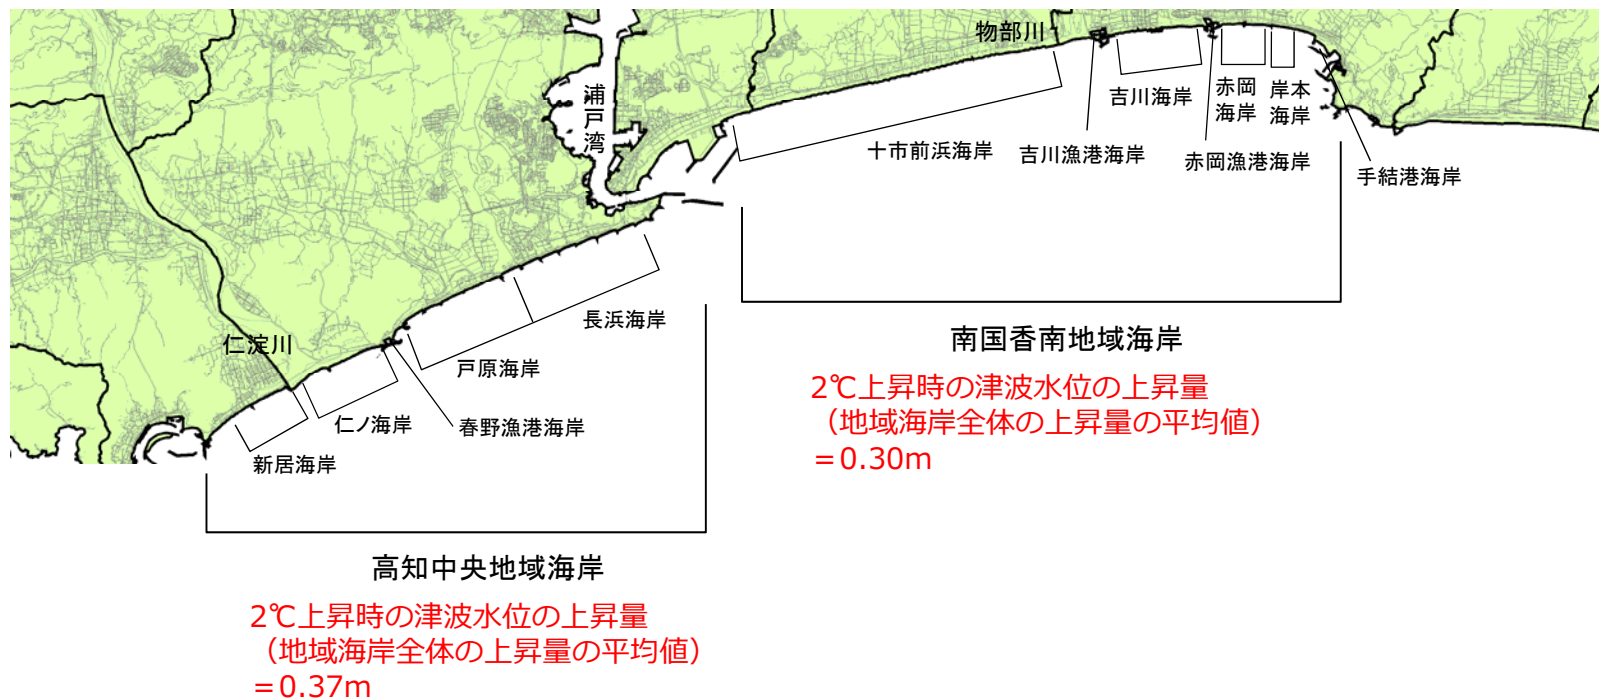 物部川
浦戸湾
吉川海岸
赤岡
海岸
岸本
海岸
十市前浜海岸
吉川漁港海岸
赤岡漁港海岸
手結港海岸
長浜海岸
仁淀川
戸原海岸
仁ノ海岸
春野漁港海岸
新居海岸
南国香南地域海岸
2℃上昇時の津波水位の上昇量
（地域海岸全体の上昇量の平均値）
＝0.30m
高知中央地域海岸
2℃上昇時の津波水位の上昇量
（地域海岸全体の上昇量の平均値）
＝0.37m